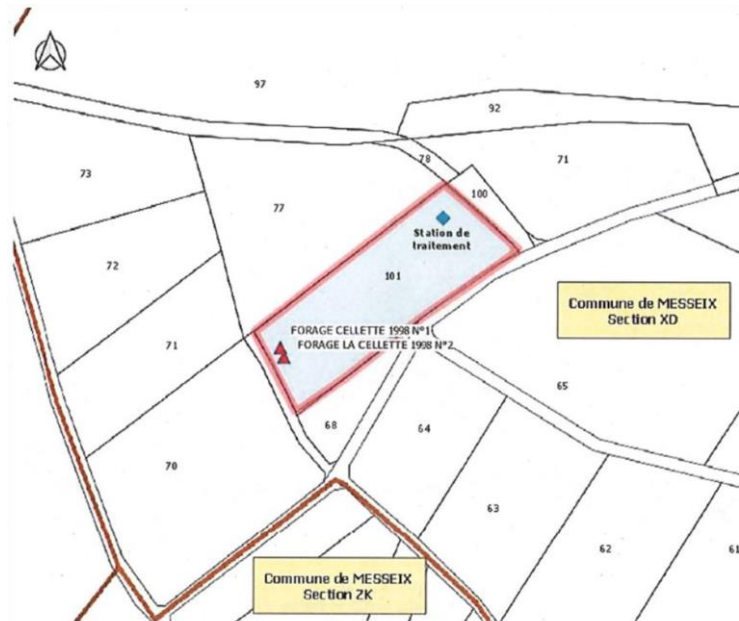 97
92
73
78
71
77
100
Station de
traitement
72
101
Commune de MESSEIX
Section XD
FORAGE CELLETTE 1998 N°1
FORAGE LA CELLETTE 1998 N°2
71
65
68
64
70
63
62
61
Commune de MESSEIX
Section ZK